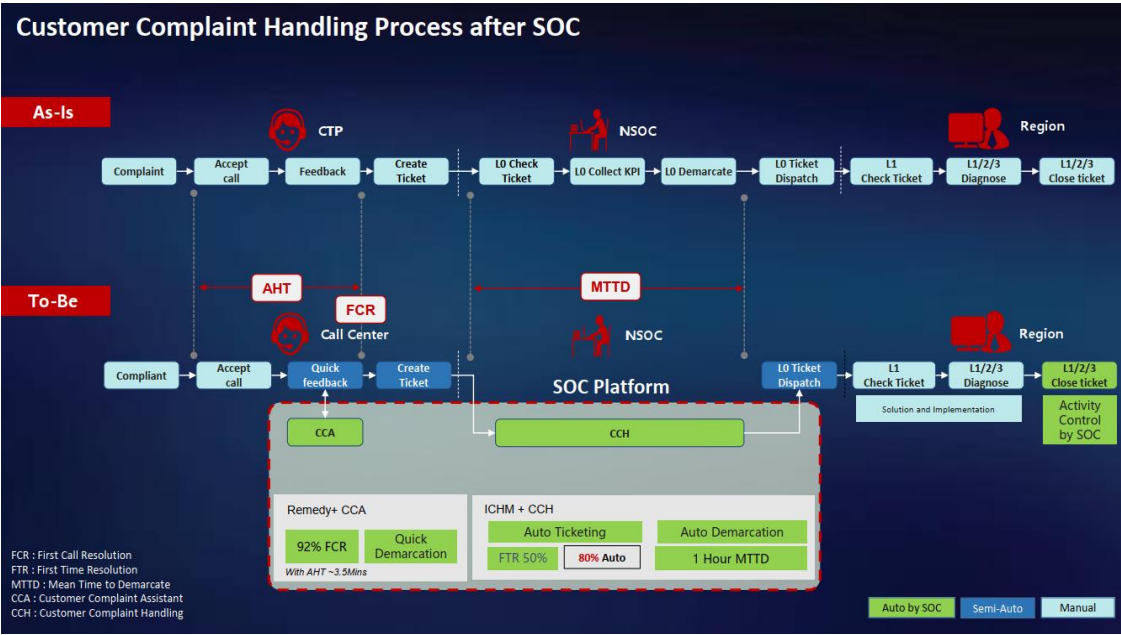 Customer Complaint Handling Process after SOC
As-Is
CTP
NSOC
Region
Complaint
Accept
call
Feedback
Create
Ticket
L0 Check
Ticket
L0 Collect KPI
L0 Demarcate
L0 Ticket
Dispatch
L1
Check Ticket
L1/2/3
Diagnose
L1/2/3
Close ticket
AHT
MTTD
FCR
To-Be
Call Center
NSOC
Region
Compliant
Accept
call
Quick
feedback
Create
Ticket
SOC Platform
L0 Ticket
Dispatch
L1
Check Ticket
L1/2/3
Diagnose
L1/2/3
Close ticket
Solution and Implementation
Activity
Control
by SOC
CCA
CCH
Remedy+ CCA
92% FCR
Quick
Demarcation
With AHT ~3.5Mins
ICHM + CCH
Auto Ticketing
Auto Demarcation
FTR 50%
80% Auto
1 Hour MTTD
FCR : First Call Resolution
FTR : First Time Resolution
MTTD : Mean Time to Demarcate
CCA : Customer Complaint Assistant
CCH : Customer Complaint Handling
Auto by SOC
Semi-Auto
Manual